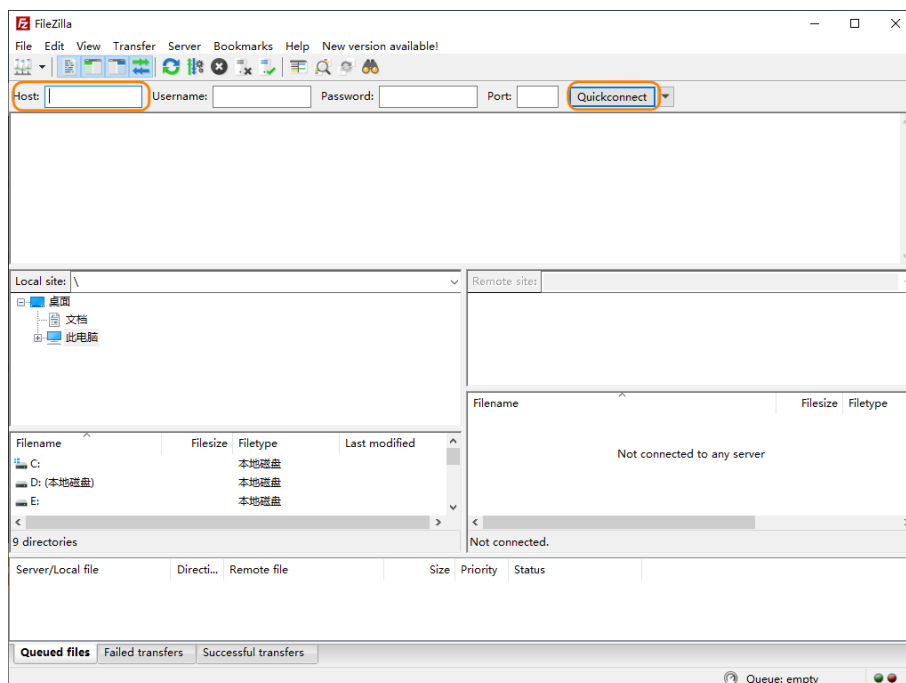 FileZilla
File Edit View Transfer Server Bookmarks Help New version available!
Host: Username: Password: Port: Quickconnect
Local site: \
Remote site:
桌面
文档
此电脑
Filename Filesize Filetype Last modified
C: 本地磁盘
D: (本地磁盘) 本地磁盘
E: 本地磁盘
9 directories
Filename Filesize Filetype
Not connected to any server
Not connected.
Server/Local file Directi... Remote file Size Priority Status
Queued files Failed transfers Successful transfers
Queue: empty